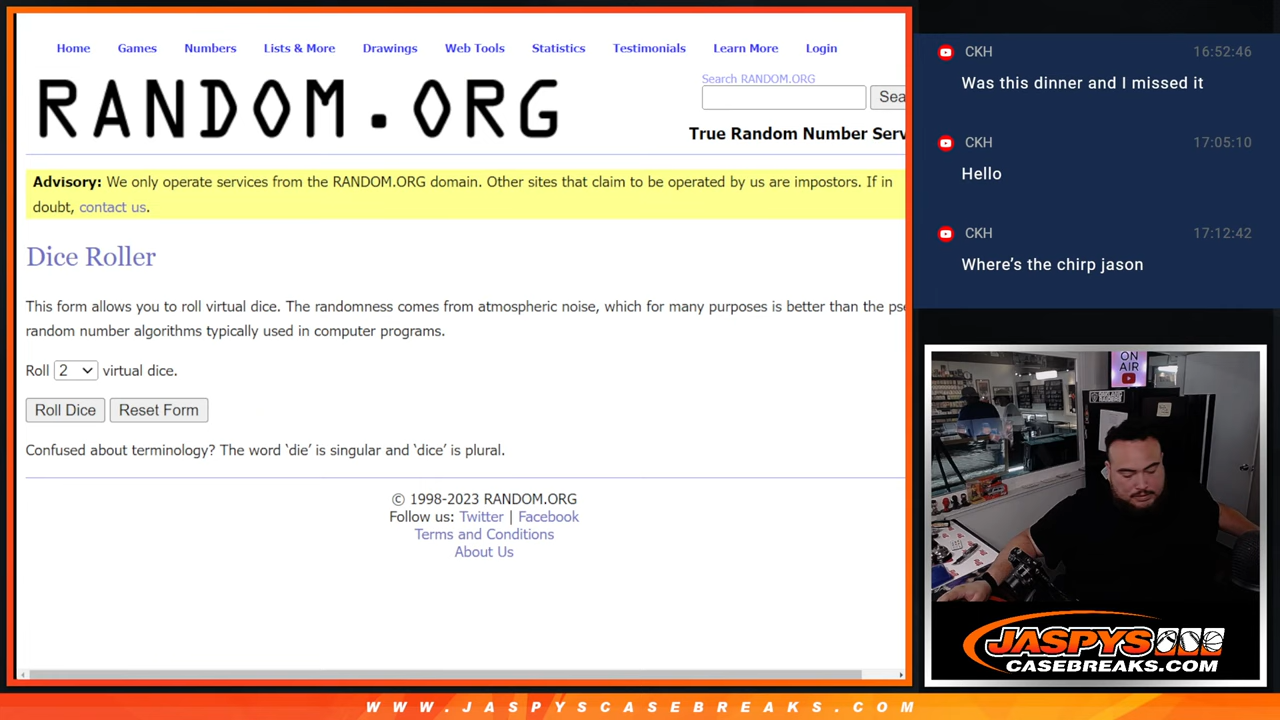 Home Games Numbers Lists & More Drawings Web Tools Statistics Testimonials Learn More Login
RANDOM.ORG
Search RANDOM.ORG
Sea
True Random Number Serv
Advisory: We only operate services from the RANDOM.ORG domain. Other sites that claim to be operated by us are impostors. If in
doubt, contact us.
Dice Roller
This form allows you to roll virtual dice. The randomness comes from atmospheric noise, which for many purposes is better than the pse
random number algorithms typically used in computer programs.
Roll 2 virtual dice.
Roll Dice Reset Form
Confused about terminology? The word ‘die’ is singular and ‘dice’ is plural.
© 1998-2023 RANDOM.ORG
Follow us: Twitter | Facebook
Terms and Conditions
About Us
CKH 16:52:46
Was this dinner and I missed it
CKH 17:05:10
Hello
CKH 17:12:42
Where’s the chirp jason
ON
AIR
JASPYS
CASEBREAKS.COM
WWW.JASPYSCASEBREAKS.COM